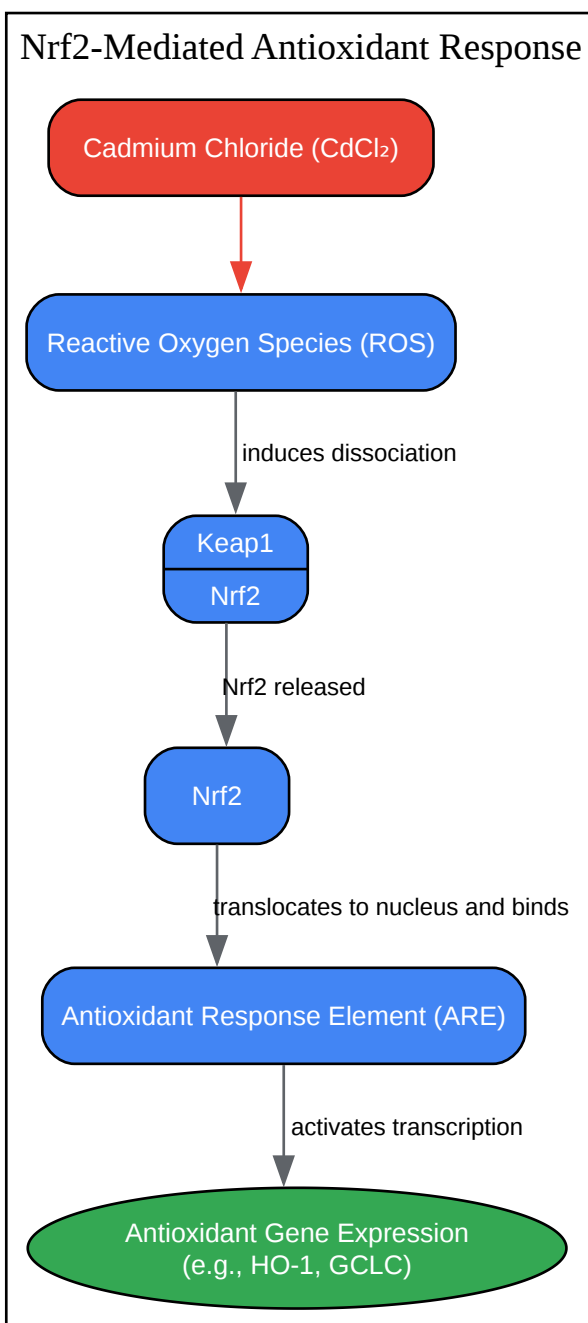 Nrf2-Mediated Antioxidant Response
Cadmium Chloride (CdCl₂)
Reactive Oxygen Species (ROS)
induces dissociation
Keap1
Nrf2
Nrf2 released
Nrf2
translocates to nucleus and binds
Antioxidant Response Element (ARE)
activates transcription
Antioxidant Gene Expression
(e.g., HO-1, GCLC)